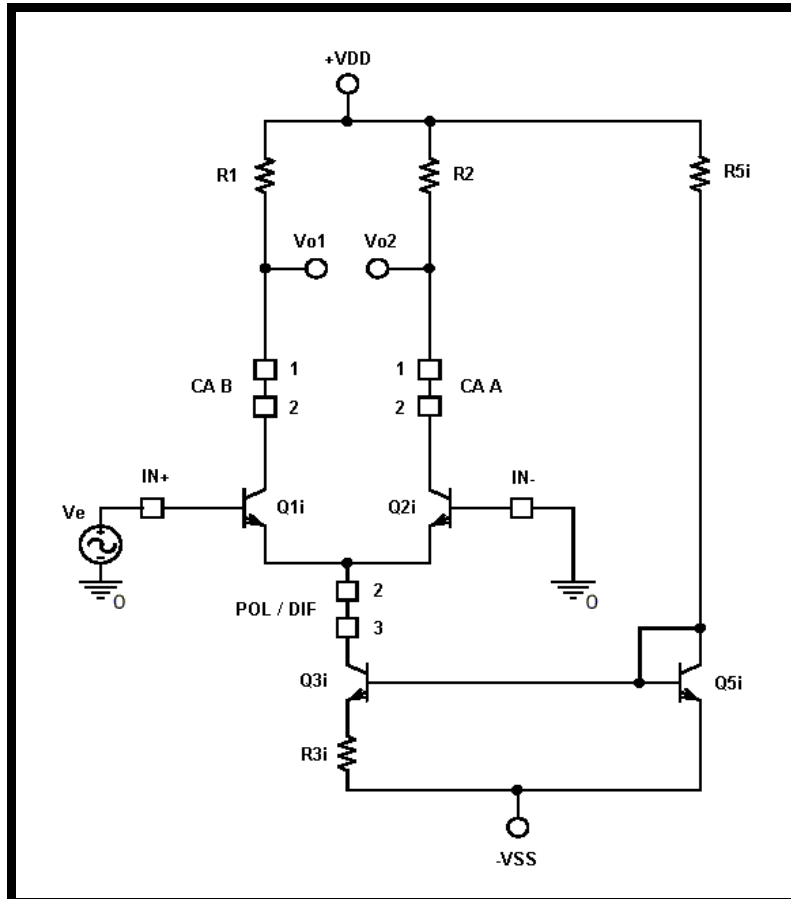 +VDD
R1
R2
R5i
Vo1
Vo2
1
1
CA B
CA A
2
2
IN+
IN-
Ve
Q1i
Q2i
0
0
2
POL / DIF
3
Q3i
Q5i
R3i
-VSS